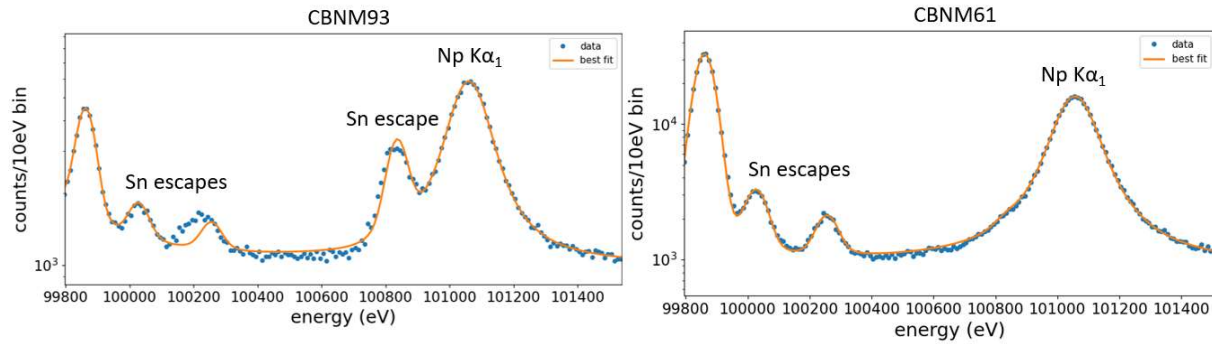 CBNM93
counts/10eV bin
10³
Sn escapes
Sn escape
Np Kα₁
data
best fit
99800 100000 100200 100400 100600 100800 101000 101200 101400
energy (eV)
CBNM61
counts/10eV bin
10⁴
10³
Sn escapes
Np Kα₁
data
best fit
99800 100000 100200 100400 100600 100800 101000 101200 101400
energy (eV)